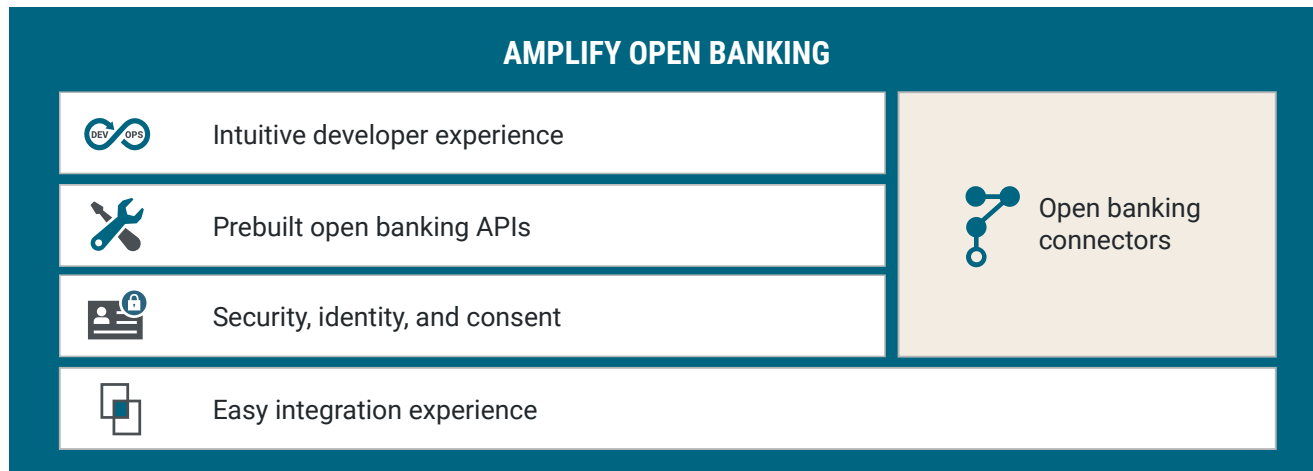 AMPLIFY OPEN BANKING
DEV OPS
Intuitive developer experience
Prebuilt open banking APIs
Security, identity, and consent
Easy integration experience
Open banking
connectors